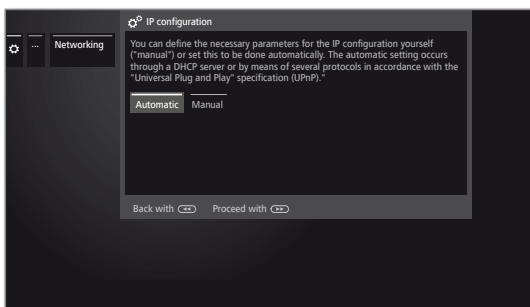 IP configuration
... Networking
You can define the necessary parameters for the IP configuration yourself
("manual") or set this to be done automatically. The automatic setting occurs
through a DHCP server or by means of several protocols in accordance with the
"Universal Plug and Play" specification (UPnP)."
Automatic Manual
Back with Proceed with